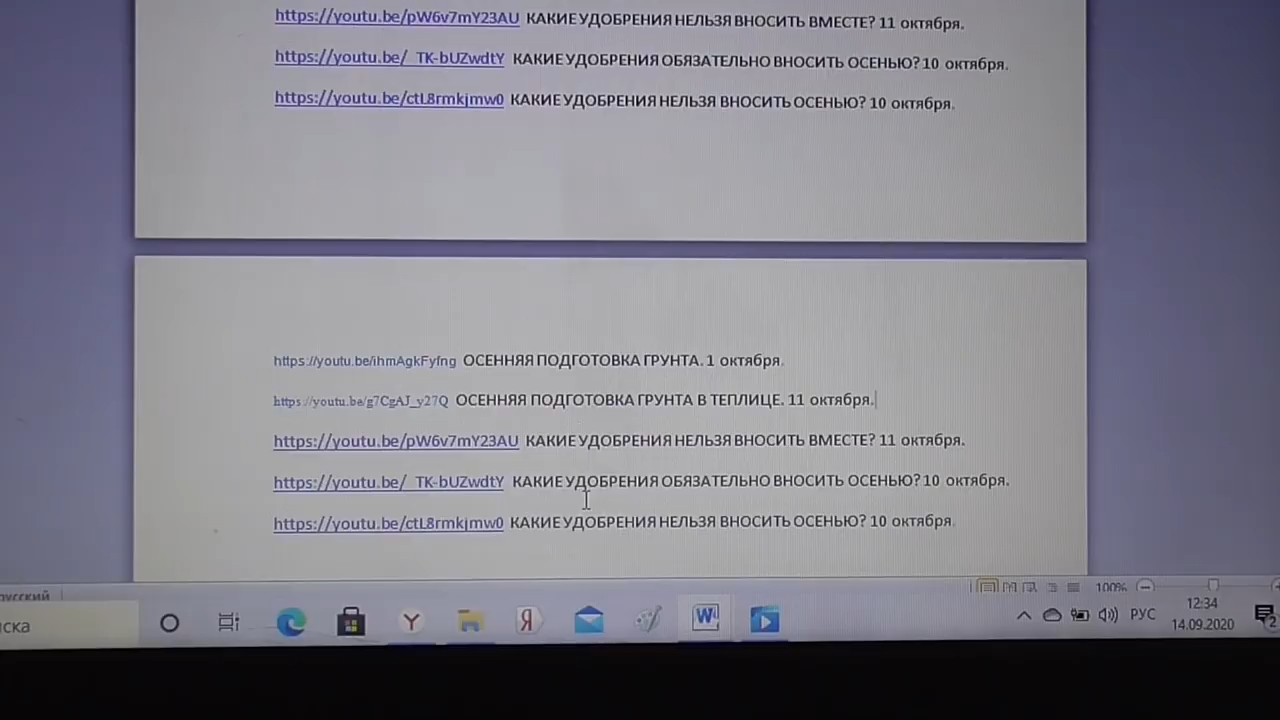 https://youtu.be/pW6v7mY23AU КАКИЕ УДОБРЕНИЯ НЕЛЬЗЯ ВНОСИТЬ ВМЕСТЕ? 11 октября.
https://youtu.be/_TK-bUZwdtY КАКИЕ УДОБРЕНИЯ ОБЯЗАТЕЛЬНО ВНОСИТЬ ОСЕНЬЮ? 10 октября.
https://youtu.be/ctL8rmkjmw0 КАКИЕ УДОБРЕНИЯ НЕЛЬЗЯ ВНОСИТЬ ОСЕНЬЮ? 10 октября.
https://youtu.be/ihmAgkFyfng ОСЕННЯЯ ПОДГОТОВКА ГРУНТА. 1 октября.
https://youtu.be/g7CgAJ_y27Q ОСЕННЯЯ ПОДГОТОВКА ГРУНТА В ТЕПЛИЦЕ. 11 октября.
https://youtu.be/pW6v7mY23AU КАКИЕ УДОБРЕНИЯ НЕЛЬЗЯ ВНОСИТЬ ВМЕСТЕ? 11 октября.
https://youtu.be/_TK-bUZwdtY КАКИЕ УДОБРЕНИЯ ОБЯЗАТЕЛЬНО ВНОСИТЬ ОСЕНЬЮ? 10 октября.
https://youtu.be/ctL8rmkjmw0 КАКИЕ УДОБРЕНИЯ НЕЛЬЗЯ ВНОСИТЬ ОСЕНЬЮ? 10 октября.
русский
100%
ска
Y
Я
W
РУС
12:34
14.09.2020
2